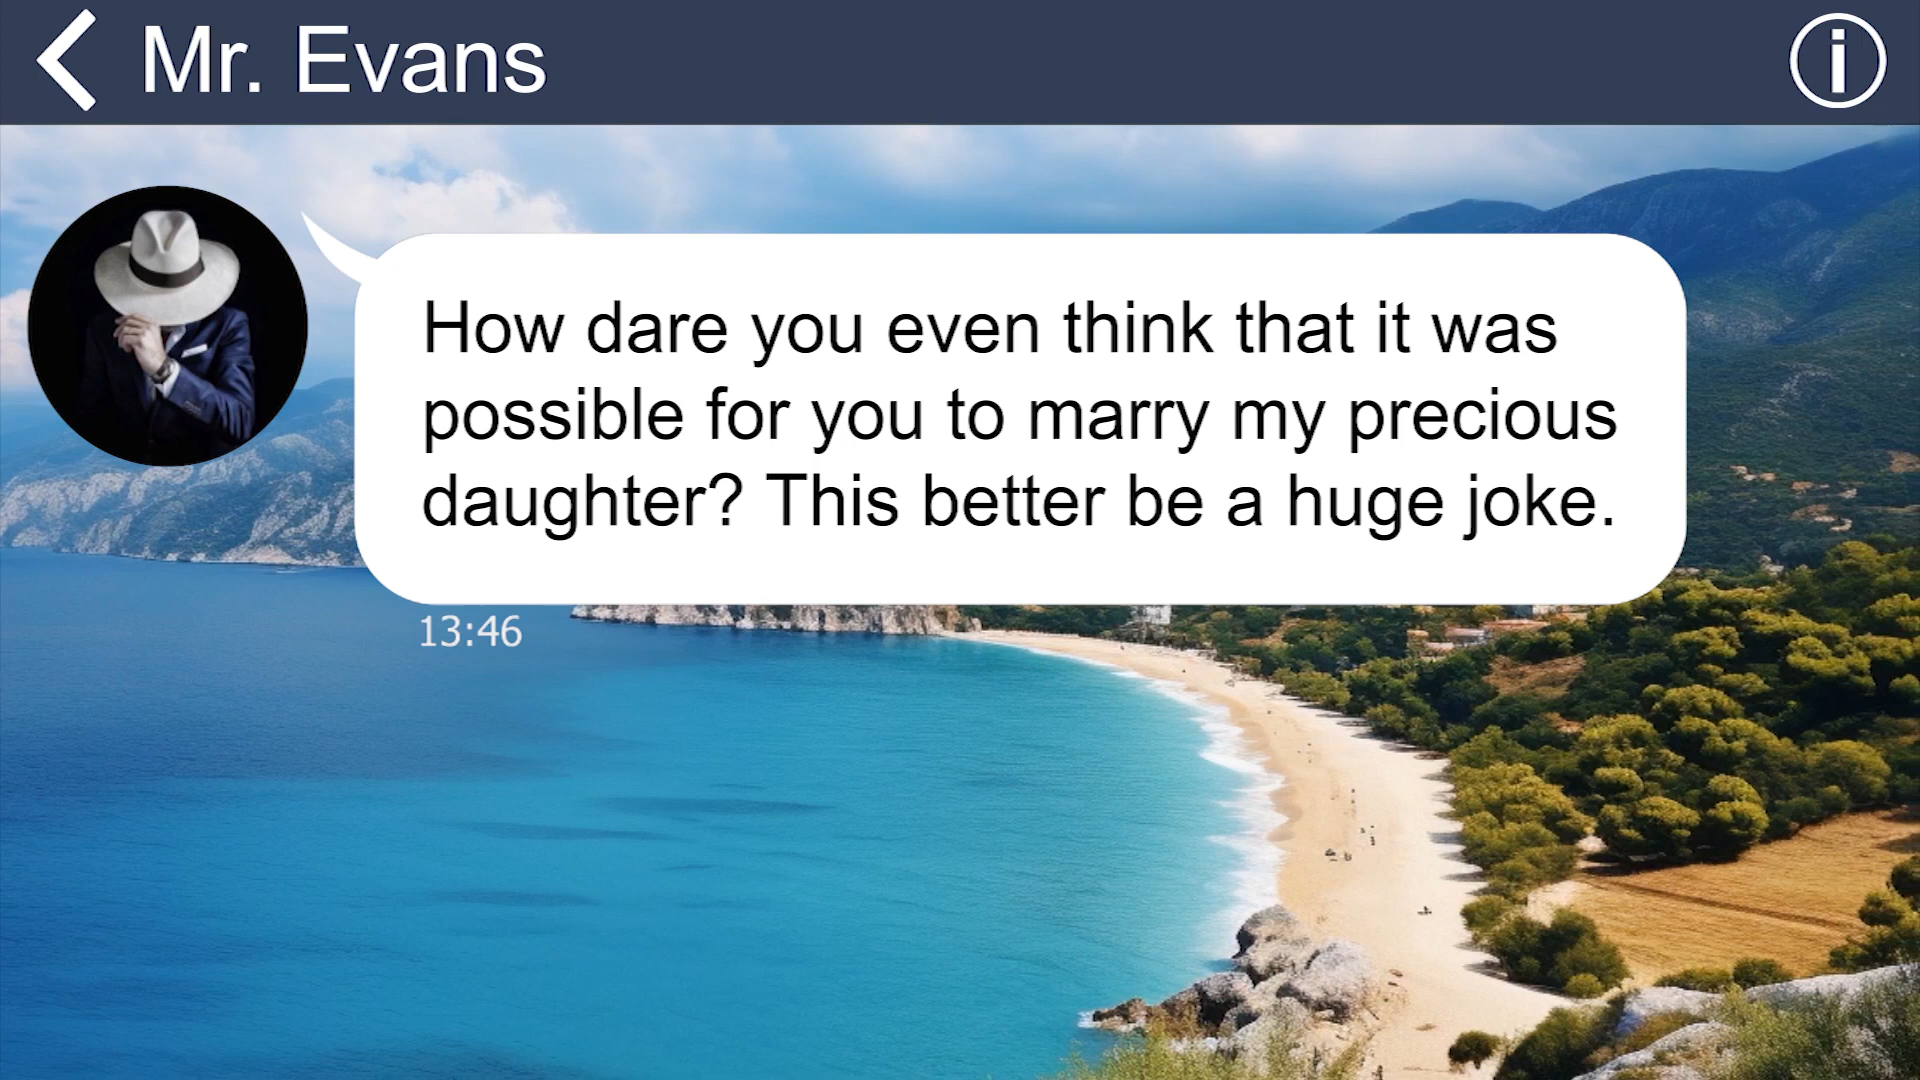 Mr. Evans
How dare you even think that it was
possible for you to marry my precious
daughter? This better be a huge joke.
13:46